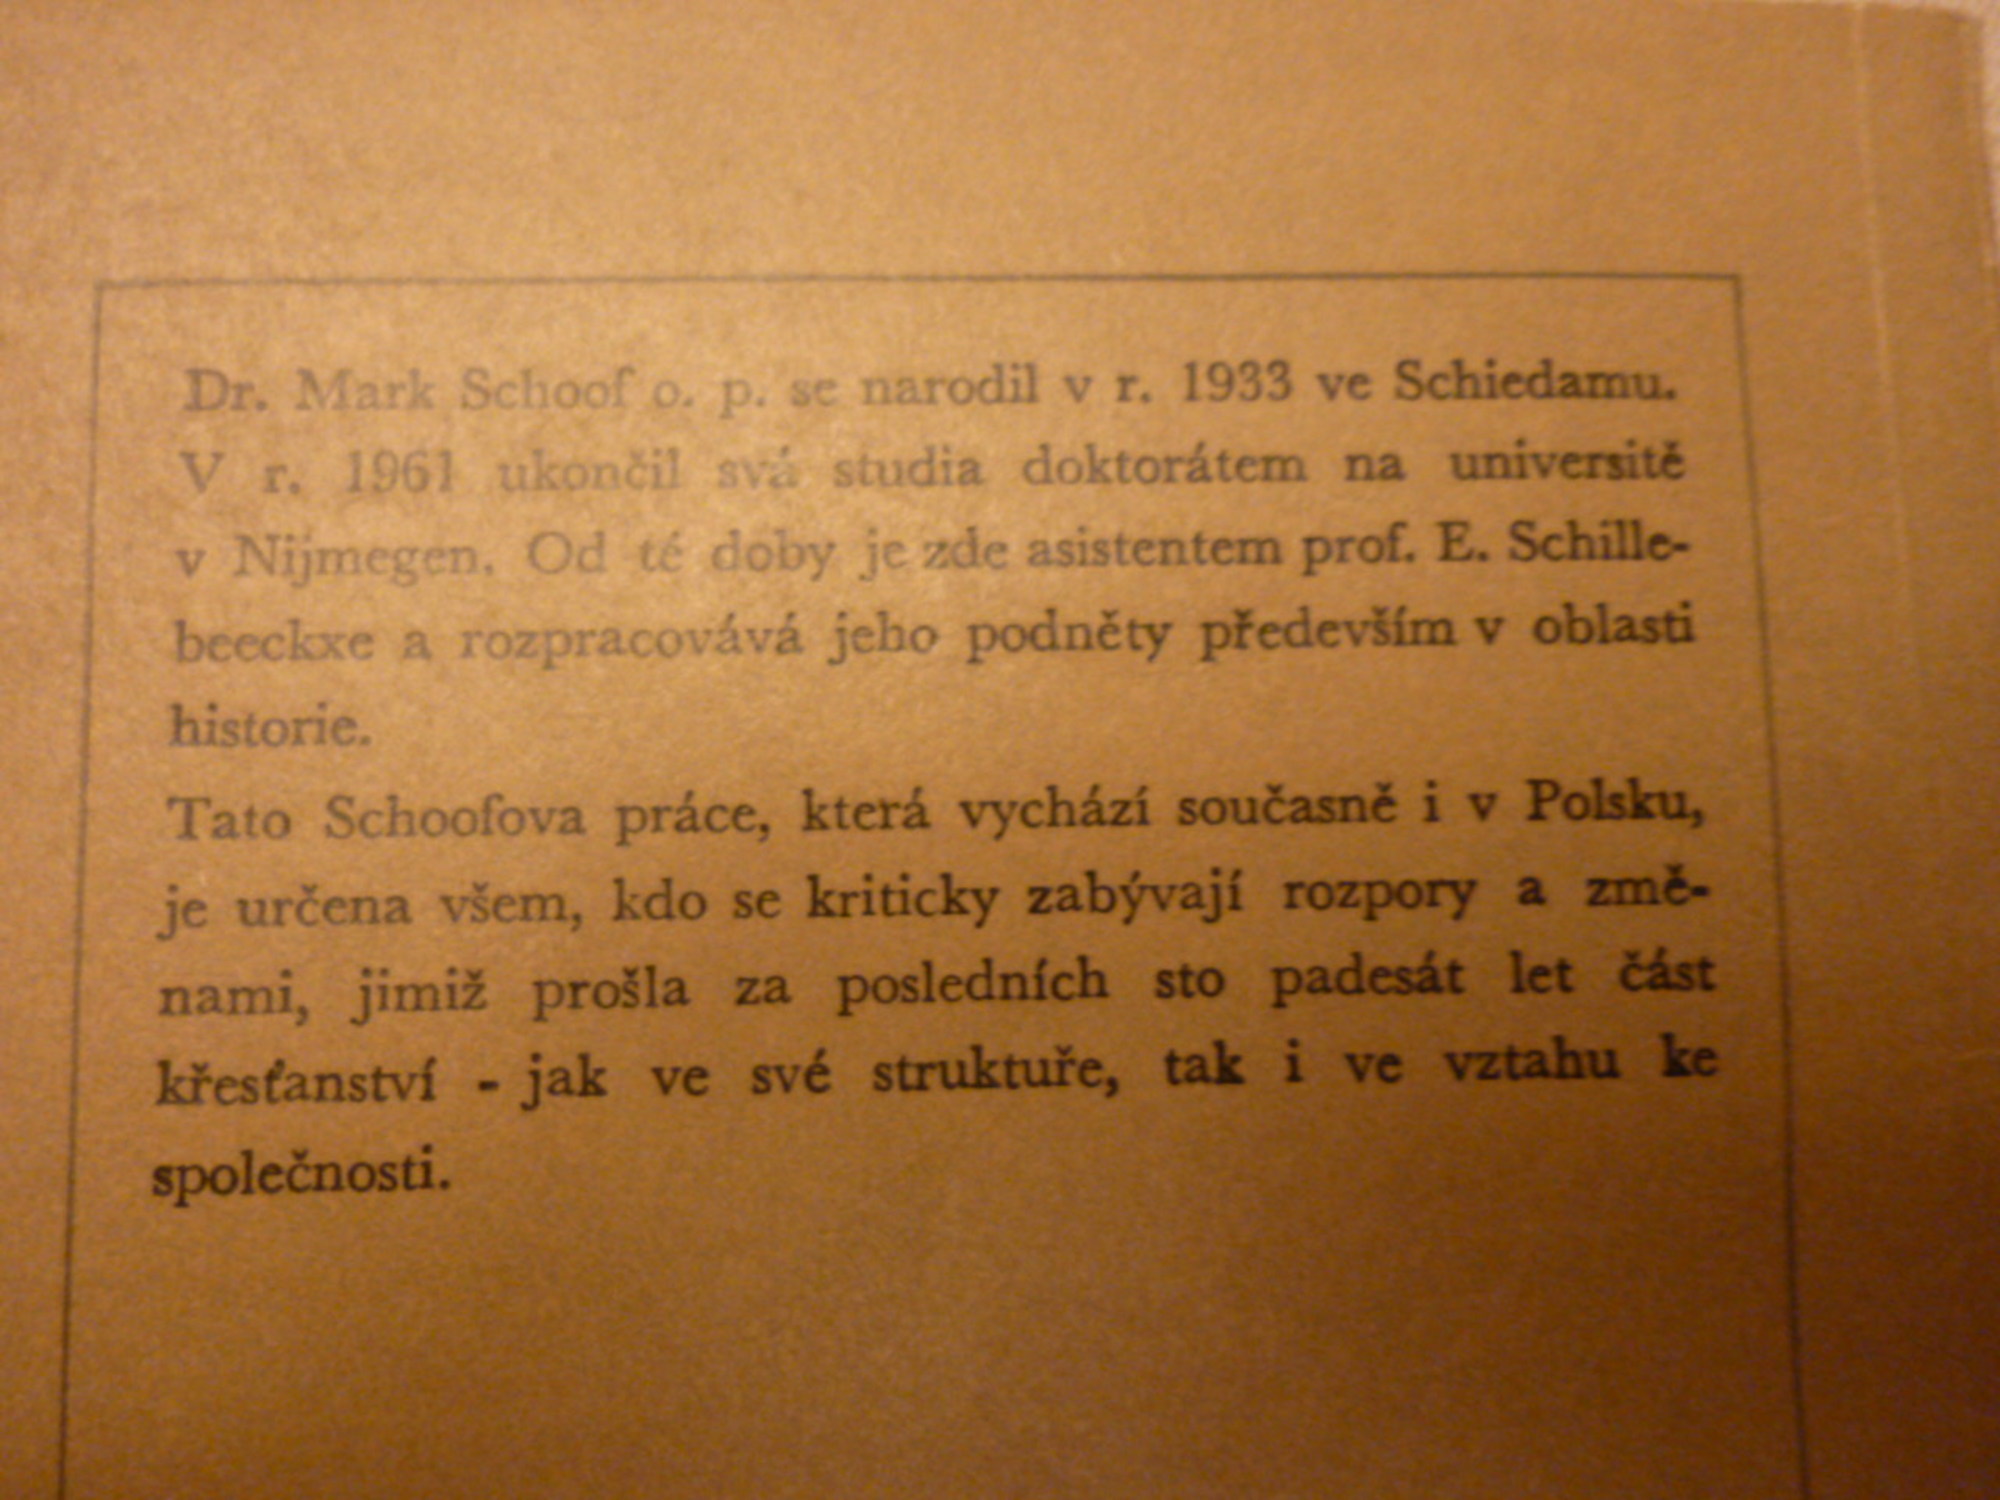 Dr. Mark Schoof o. p. se narodil v r. 1933 ve Schiedamu.
V r. 1961 ukončil svá studia doktorátem na universitě
v Nijmegen. Od té doby je zde asistentem prof. E. Schille-
beeckxe a rozpracovává jeho podněty především v oblasti
historie.
Tato Schoofova práce, která vychází současně i v Polsku,
je určena všem, kdo se kriticky zabývají rozpory a změ-
nami, jimiž prošla za posledních sto padesát let část
křesťanství - jak ve své struktuře, tak i ve vztahu ke
společnosti.